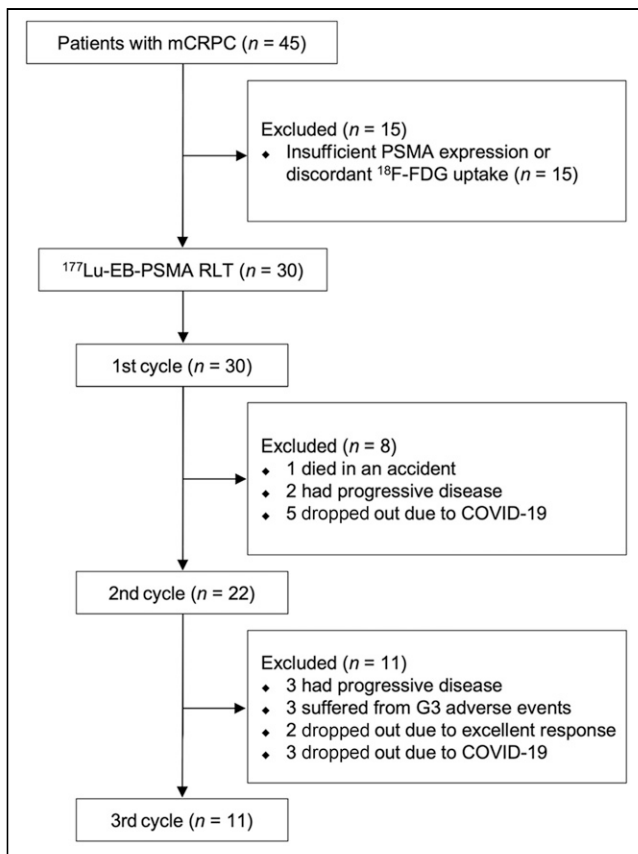 Patients with mCRPC (n = 45)
Excluded (n = 15)
◆ Insufficient PSMA expression or
discordant ¹⁸F-FDG uptake (n = 15)
¹⁷⁷Lu-EB-PSMA RLT (n = 30)
1st cycle (n = 30)
Excluded (n = 8)
◆ 1 died in an accident
◆ 2 had progressive disease
◆ 5 dropped out due to COVID-19
2nd cycle (n = 22)
Excluded (n = 11)
◆ 3 had progressive disease
◆ 3 suffered from G3 adverse events
◆ 2 dropped out due to excellent response
◆ 3 dropped out due to COVID-19
3rd cycle (n = 11)